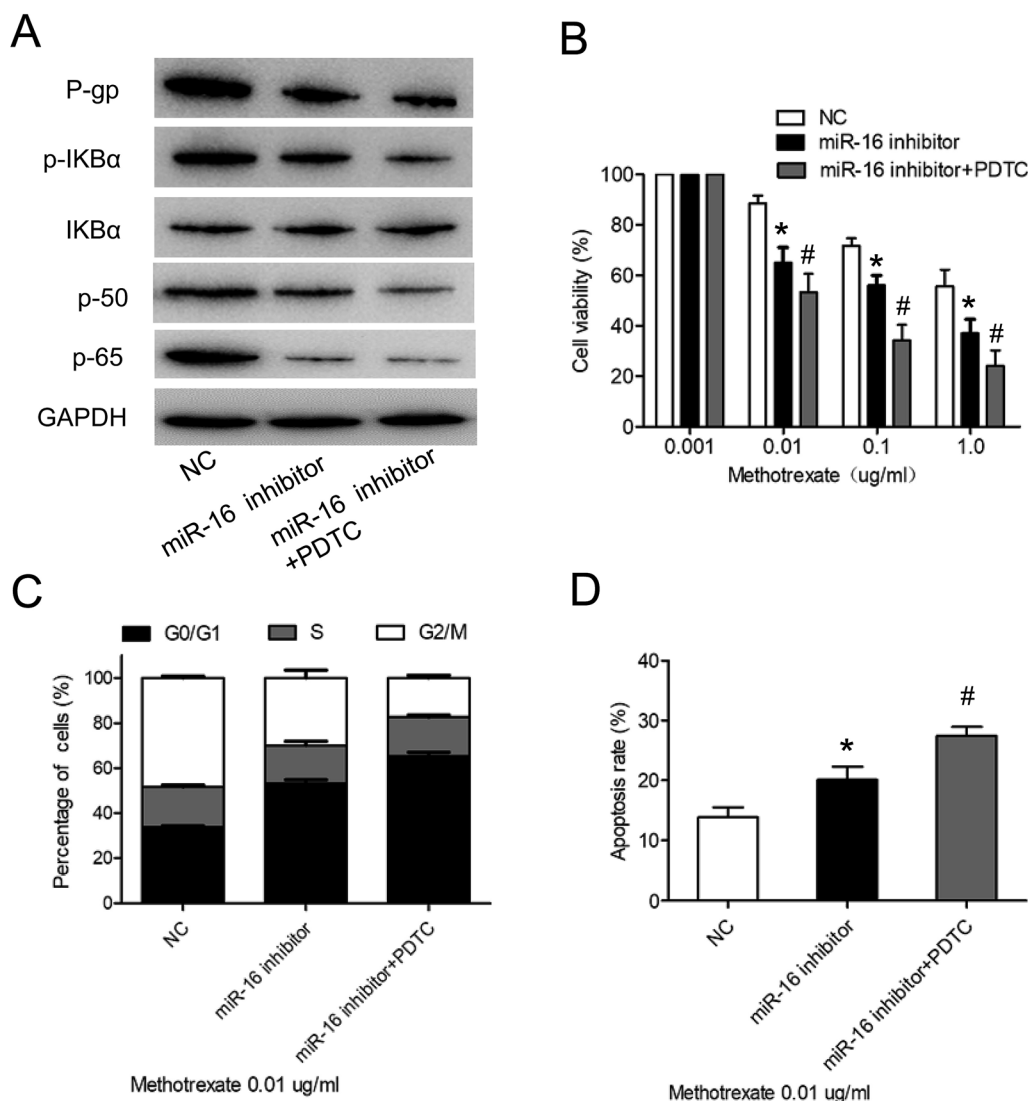 A
P-gp
p-IKBα
IKBα
p-50
p-65
GAPDH
NC
miR-16 inhibitor
miR-16 inhibitor
+PDTC
B
NC
miR-16 inhibitor
miR-16 inhibitor+PDTC
Cell viability (%)
100
80
60
40
20
0
*
#
*
#
*
#
0.001 0.01 0.1 1.0
Methotrexate（ug/ml）
C
G0/G1 S G2/M
Percentage of cells (%)
100
80
60
40
20
0
NC
miR-16 inhibitor
miR-16 inhibitor+PDTC
Methotrexate 0.01 ug/ml
D
Apoptosis rate (%)
40
30
20
10
0
*
#
NC
miR-16 inhibitor
miR-16 inhibitor+PDTC
Methotrexate 0.01 ug/ml